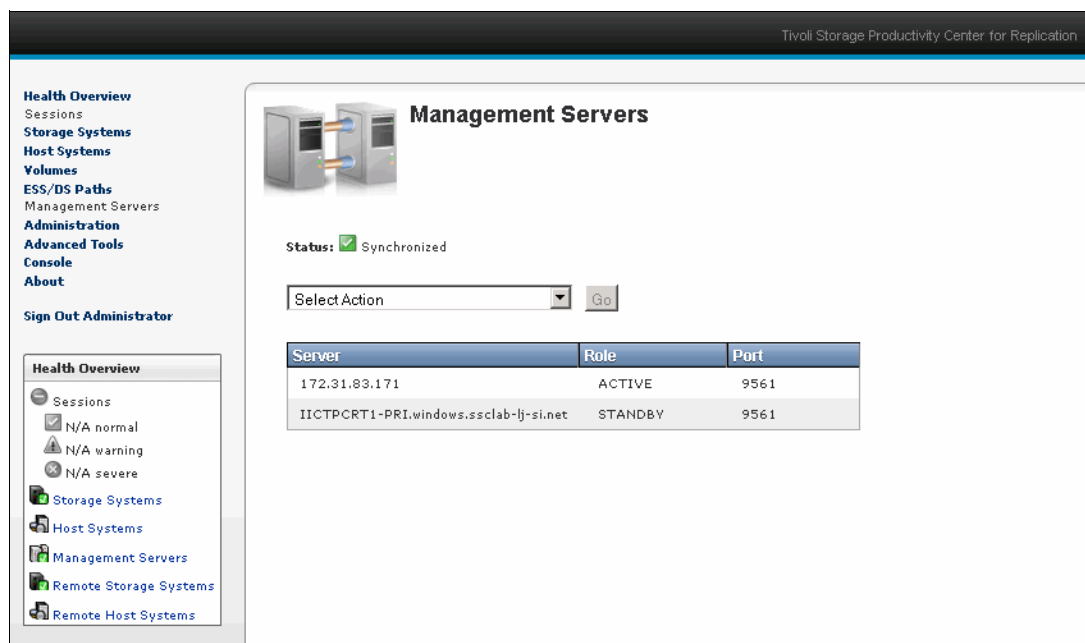 Tivoli Storage Productivity Center for Replication
Health Overview
Sessions
Storage Systems
Host Systems
Volumes
ESS/DS Paths
Management Servers
Administration
Advanced Tools
Console
About
Sign Out Administrator
Health Overview
Sessions
N/A normal
N/A warning
N/A severe
Storage Systems
Host Systems
Management Servers
Remote Storage Systems
Remote Host Systems
Management Servers
Status: Synchronized
Select Action Go
Server Role Port
172.31.83.171 ACTIVE 9561
IICTPCRT1-PRI.windows.ssclab-lj-si.net STANDBY 9561